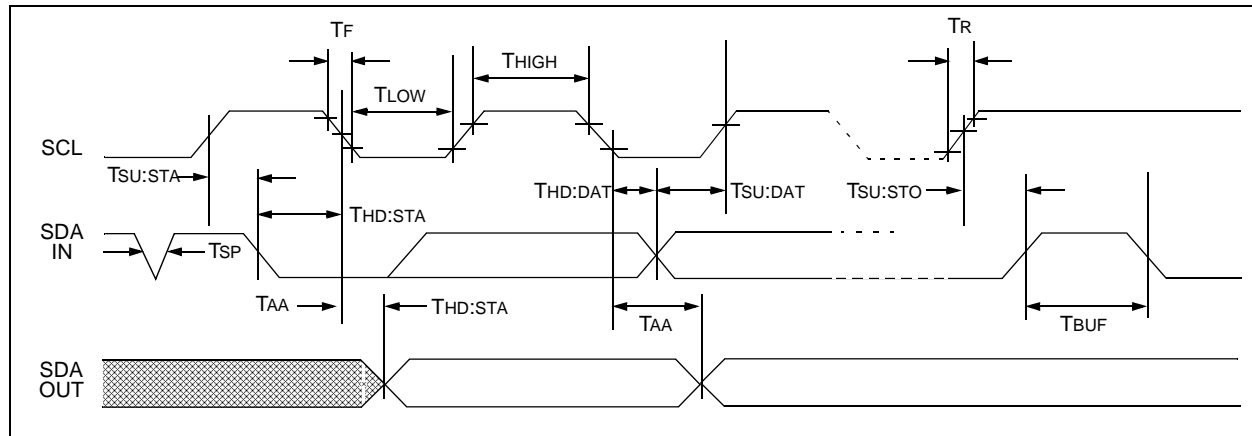 TF
TR
THIGH
TLOW
SCL
TSU:STA
THD:DAT
TSU:DAT
TSU:STO
THD:STA
SDA
IN
TSP
TAA
THD:STA
TAA
TBUF
SDA
OUT